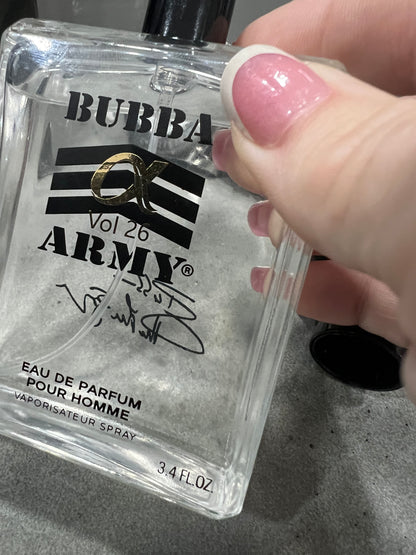 BUBBA
α
Vol 26
ARMY®
EAU DE PARFUM
POUR HOMME
VAPORISATEUR SPRAY
3.4 FL.OZ.